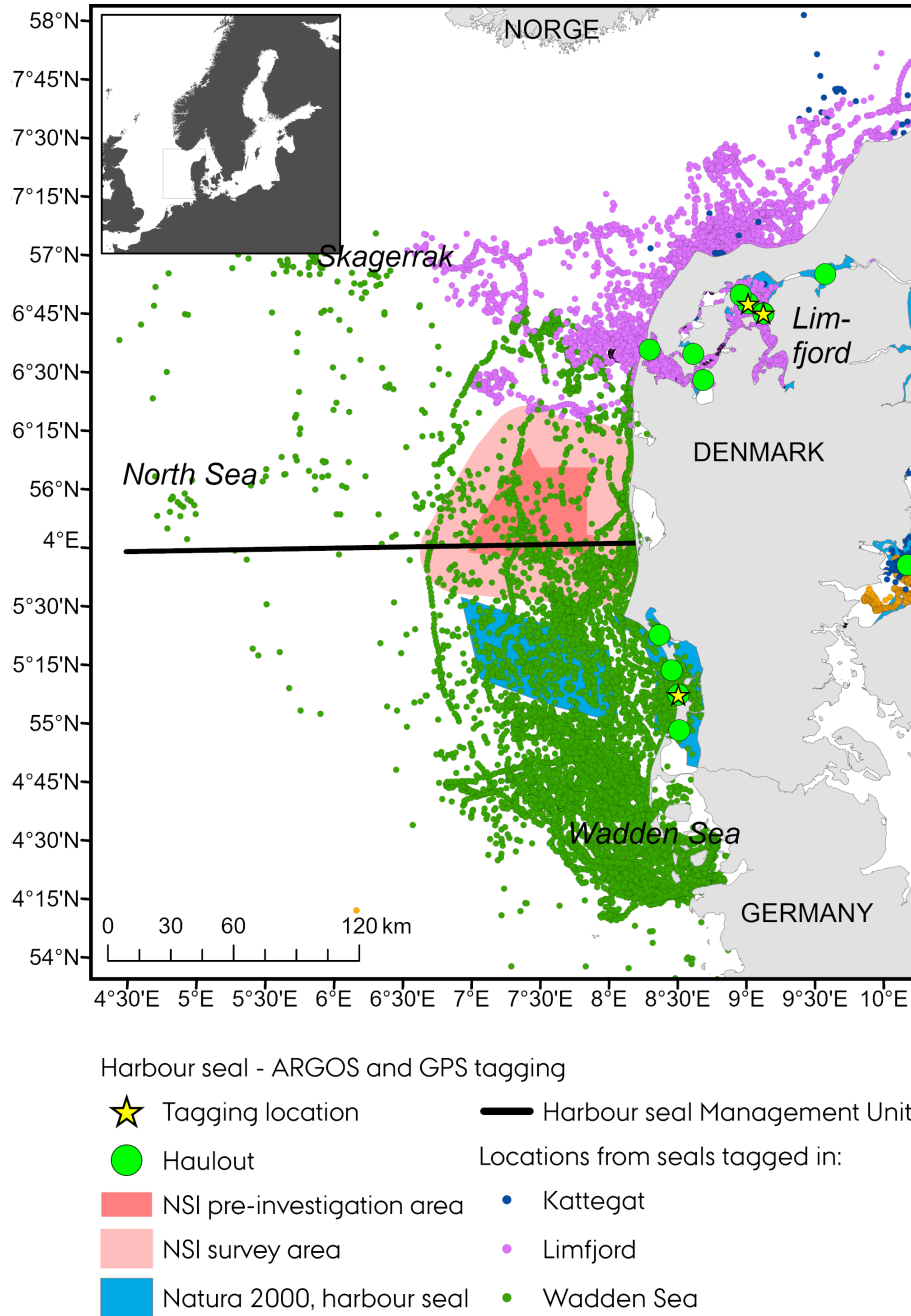 58°N
NORGE
7°45'N
7°30'N
7°15'N
57°N
Skagerrak
6°45'N
Lim-
fjord
6°30'N
6°15'N
DENMARK
North Sea
56°N
4°E
5°30'N
5°15'N
55°N
4°45'N
4°30'N
Wadden Sea
4°15'N
GERMANY
0 30 60 120 km
54°N
4°30'E 5°E 5°30'E 6°E 6°30'E 7°E 7°30'E 8°E 8°30'E 9°E 9°30'E 10°E
Harbour seal - ARGOS and GPS tagging
Tagging location
Harbour seal Management Unit
Haulout
Locations from seals tagged in:
NSI pre-investigation area
Kattegat
NSI survey area
Limfjord
Natura 2000, harbour seal
Wadden Sea